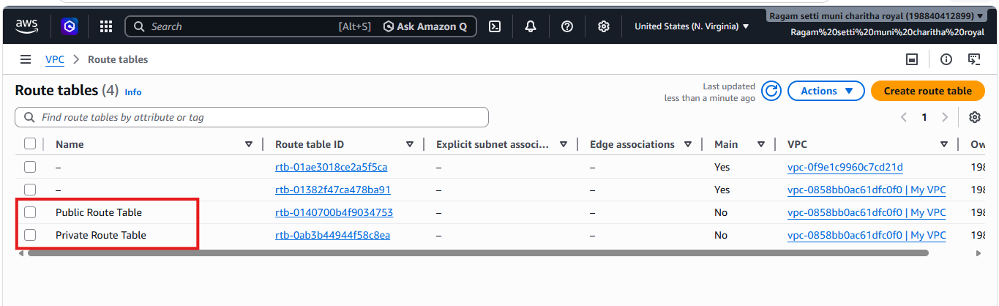 aws Search [Alt+S] Ask Amazon Q United States (N. Virginia) Ragam setti muni charitha royal (198840412899)
Ragam%20setti%20muni%20charitha%20royal
VPC Route tables
Route tables (4) Info Last updated less than a minute ago Actions Create route table
Find route tables by attribute or tag 1
Name Route table ID Explicit subnet associ... Edge associations Main VPC Ow
– rtb-01ae3018ce2a5f5ca – – Yes vpc-0f9e1c9960c7cd21d 198
– rtb-01382f47ca478ba91 – – Yes vpc-0858bb0ac61dfc0f0 | My VPC 198
Public Route Table rtb-0140700b4f9034753 – – No vpc-0858bb0ac61dfc0f0 | My VPC 198
Private Route Table rtb-0ab3b44944f58c8ea – – No vpc-0858bb0ac61dfc0f0 | My VPC 198